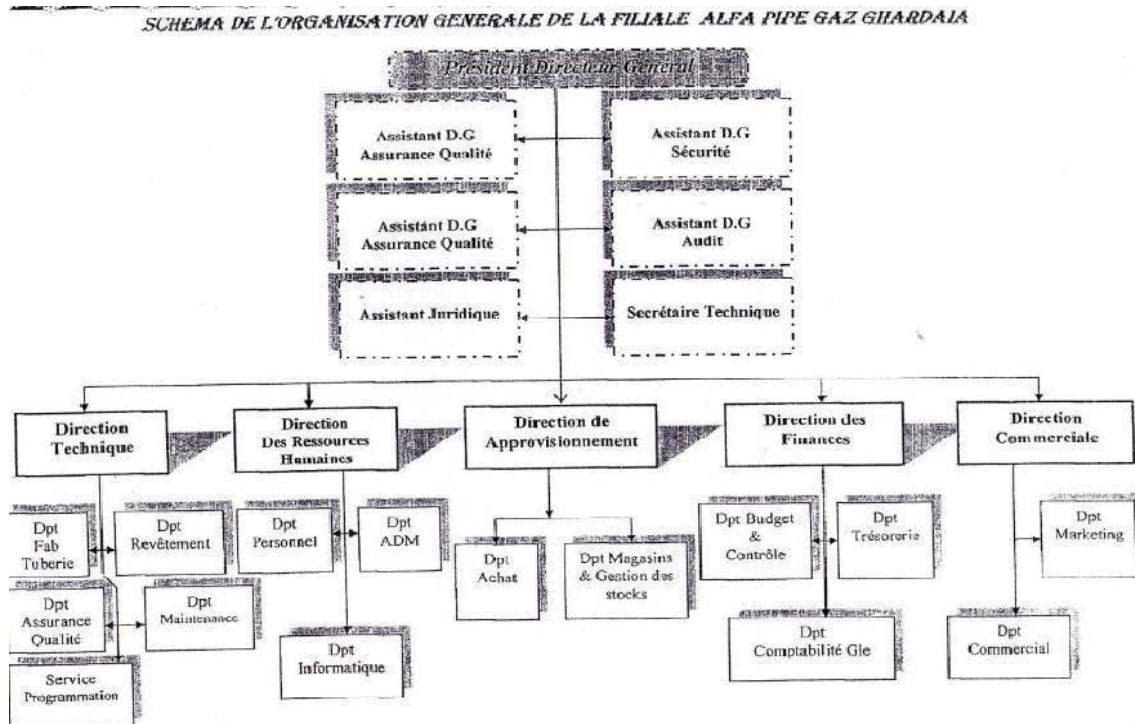 SCHEMA DE L'ORGANISATION GENERALE DE LA FILIALE ALFA PIPE GAZ GHARDAIA
Président Directeur Général
Assistant D.G
Assurance Qualité
Assistant D.G
Sécurité
Assistant D.G
Assurance Qualité
Assistant D.G
Audit
Assistant Juridique
Secrétaire Technique
Direction
Technique
Direction
Des Ressources
Humaines
Direction de
Approvisionnement
Direction des
Finances
Direction
Commerciale
Dpt
Fab
Tuberie
Dpt
Revêtement
Dpt
Personnel
Dpt
ADM
Dpt
Achat
Dpt Magasins
& Gestion des
stocks
Dpt Budget
&
Contrôle
Dpt
Trésorerie
Dpt
Marketing
Dpt
Assurance
Qualité
Dpt
Maintenance
Dpt
Informatique
Dpt
Comptabilité Gle
Dpt
Commercial
Service
Programmation